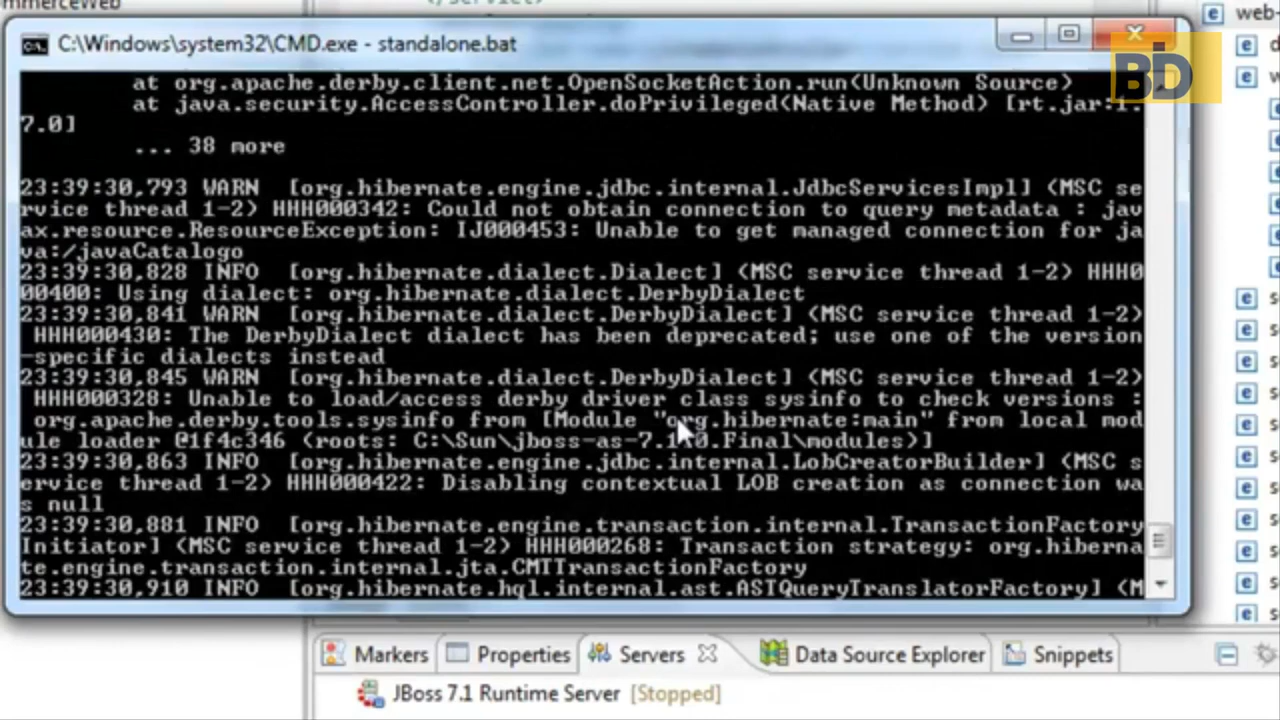 mmerceWeb
web-
C:\Windows\system32\CMD.exe - standalone.bat
BD
at org.apache.derby.client.net.OpenSocketAction.run(Unknown Source)
at java.security.AccessController.doPrivileged(Native Method) [rt.jar:1.
7.0]
... 38 more
23:39:30,793 WARN [org.hibernate.engine.jdbc.internal.JdbcServicesImpl] (MSC se
rvice thread 1-2) HHH000342: Could not obtain connection to query metadata : jav
ax.resource.ResourceException: IJ000453: Unable to get managed connection for ja
va:/javaCatalogo
23:39:30,828 INFO [org.hibernate.dialect.Dialect] (MSC service thread 1-2) HHH0
00400: Using dialect: org.hibernate.dialect.DerbyDialect
23:39:30,841 WARN [org.hibernate.dialect.DerbyDialect] (MSC service thread 1-2)
HHH000430: The DerbyDialect dialect has been deprecated; use one of the version
-specific dialects instead
23:39:30,845 WARN [org.hibernate.dialect.DerbyDialect] (MSC service thread 1-2)
HHH000328: Unable to load/access derby driver class sysinfo to check versions :
org.apache.derby.tools.sysinfo from [Module "org.hibernate:main" from local mod
ule loader @1f4c346 (roots: C:\Sun\jboss-as-7.1.0.Final\modules)]
23:39:30,863 INFO [org.hibernate.engine.jdbc.internal.LobCreatorBuilder] (MSC s
ervice thread 1-2) HHH000422: Disabling contextual LOB creation as connection wa
s null
23:39:30,881 INFO [org.hibernate.engine.transaction.internal.TransactionFactory
Initiator] (MSC service thread 1-2) HHH000268: Transaction strategy: org.hiberna
te.engine.transaction.internal.jta.CMTTransactionFactory
23:39:30,910 INFO [org.hibernate.hql.internal.ast.ASTQueryTranslatorFactory] (M
Markers Properties Servers Data Source Explorer Snippets
JBoss 7.1 Runtime Server [Stopped]